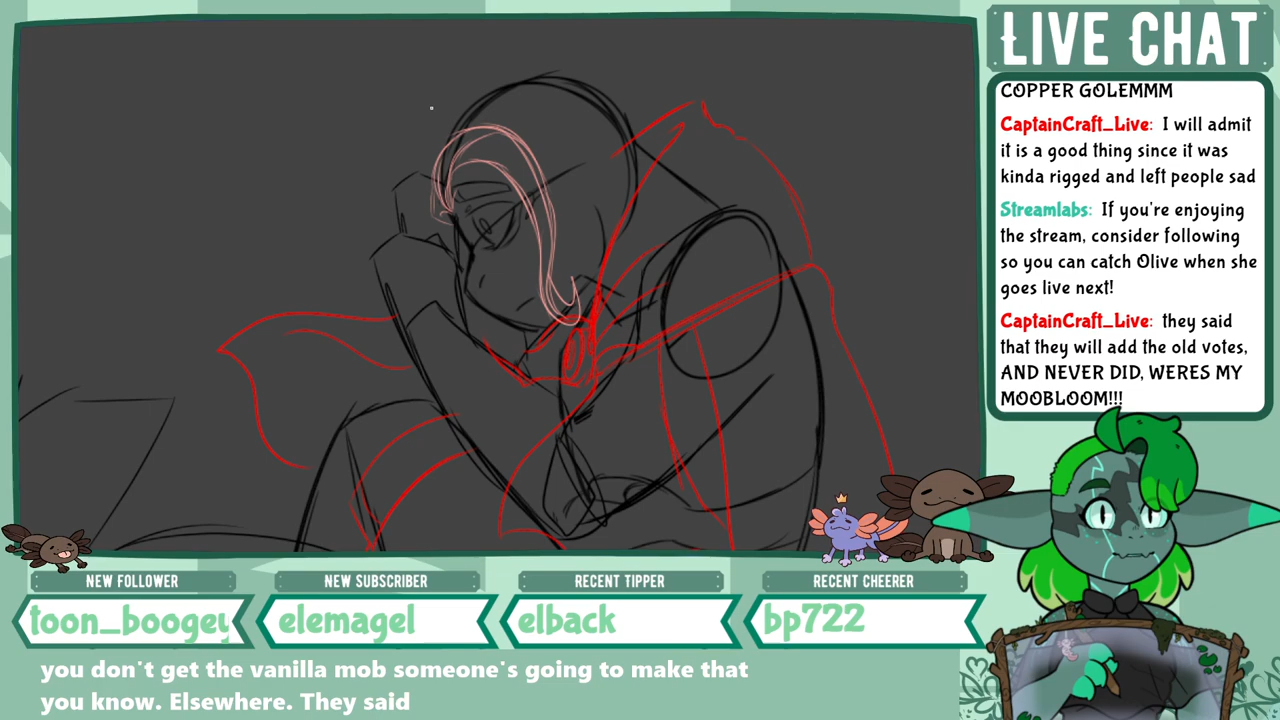 LIVE CHAT
COPPER GOLEMMM
CaptainCraft_Live: I will admit
it is a good thing since it was
kinda rigged and left people sad
Streamlabs: If you're enjoying
the stream, consider following
so you can catch Olive when she
goes live next!
CaptainCraft_Live: they said
that they will add the old votes,
AND NEVER DID, WERES MY
MOOBLOOM!!!
NEW FOLLOWER
toon_boogey
NEW SUBSCRIBER
elemagel
RECENT TIPPER
elback
RECENT CHEERER
bp722
you don't get the vanilla mob someone's going to make that
you know. Elsewhere. They said